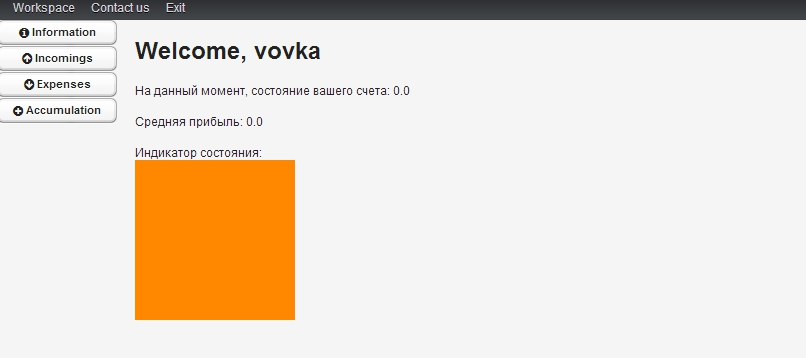 Workspace Contact us Exit
Information
Incomings
Expenses
Accumulation
Welcome, vovka
На данный момент, состояние вашего счета: 0.0
Средняя прибыль: 0.0
Индикатор состояния: